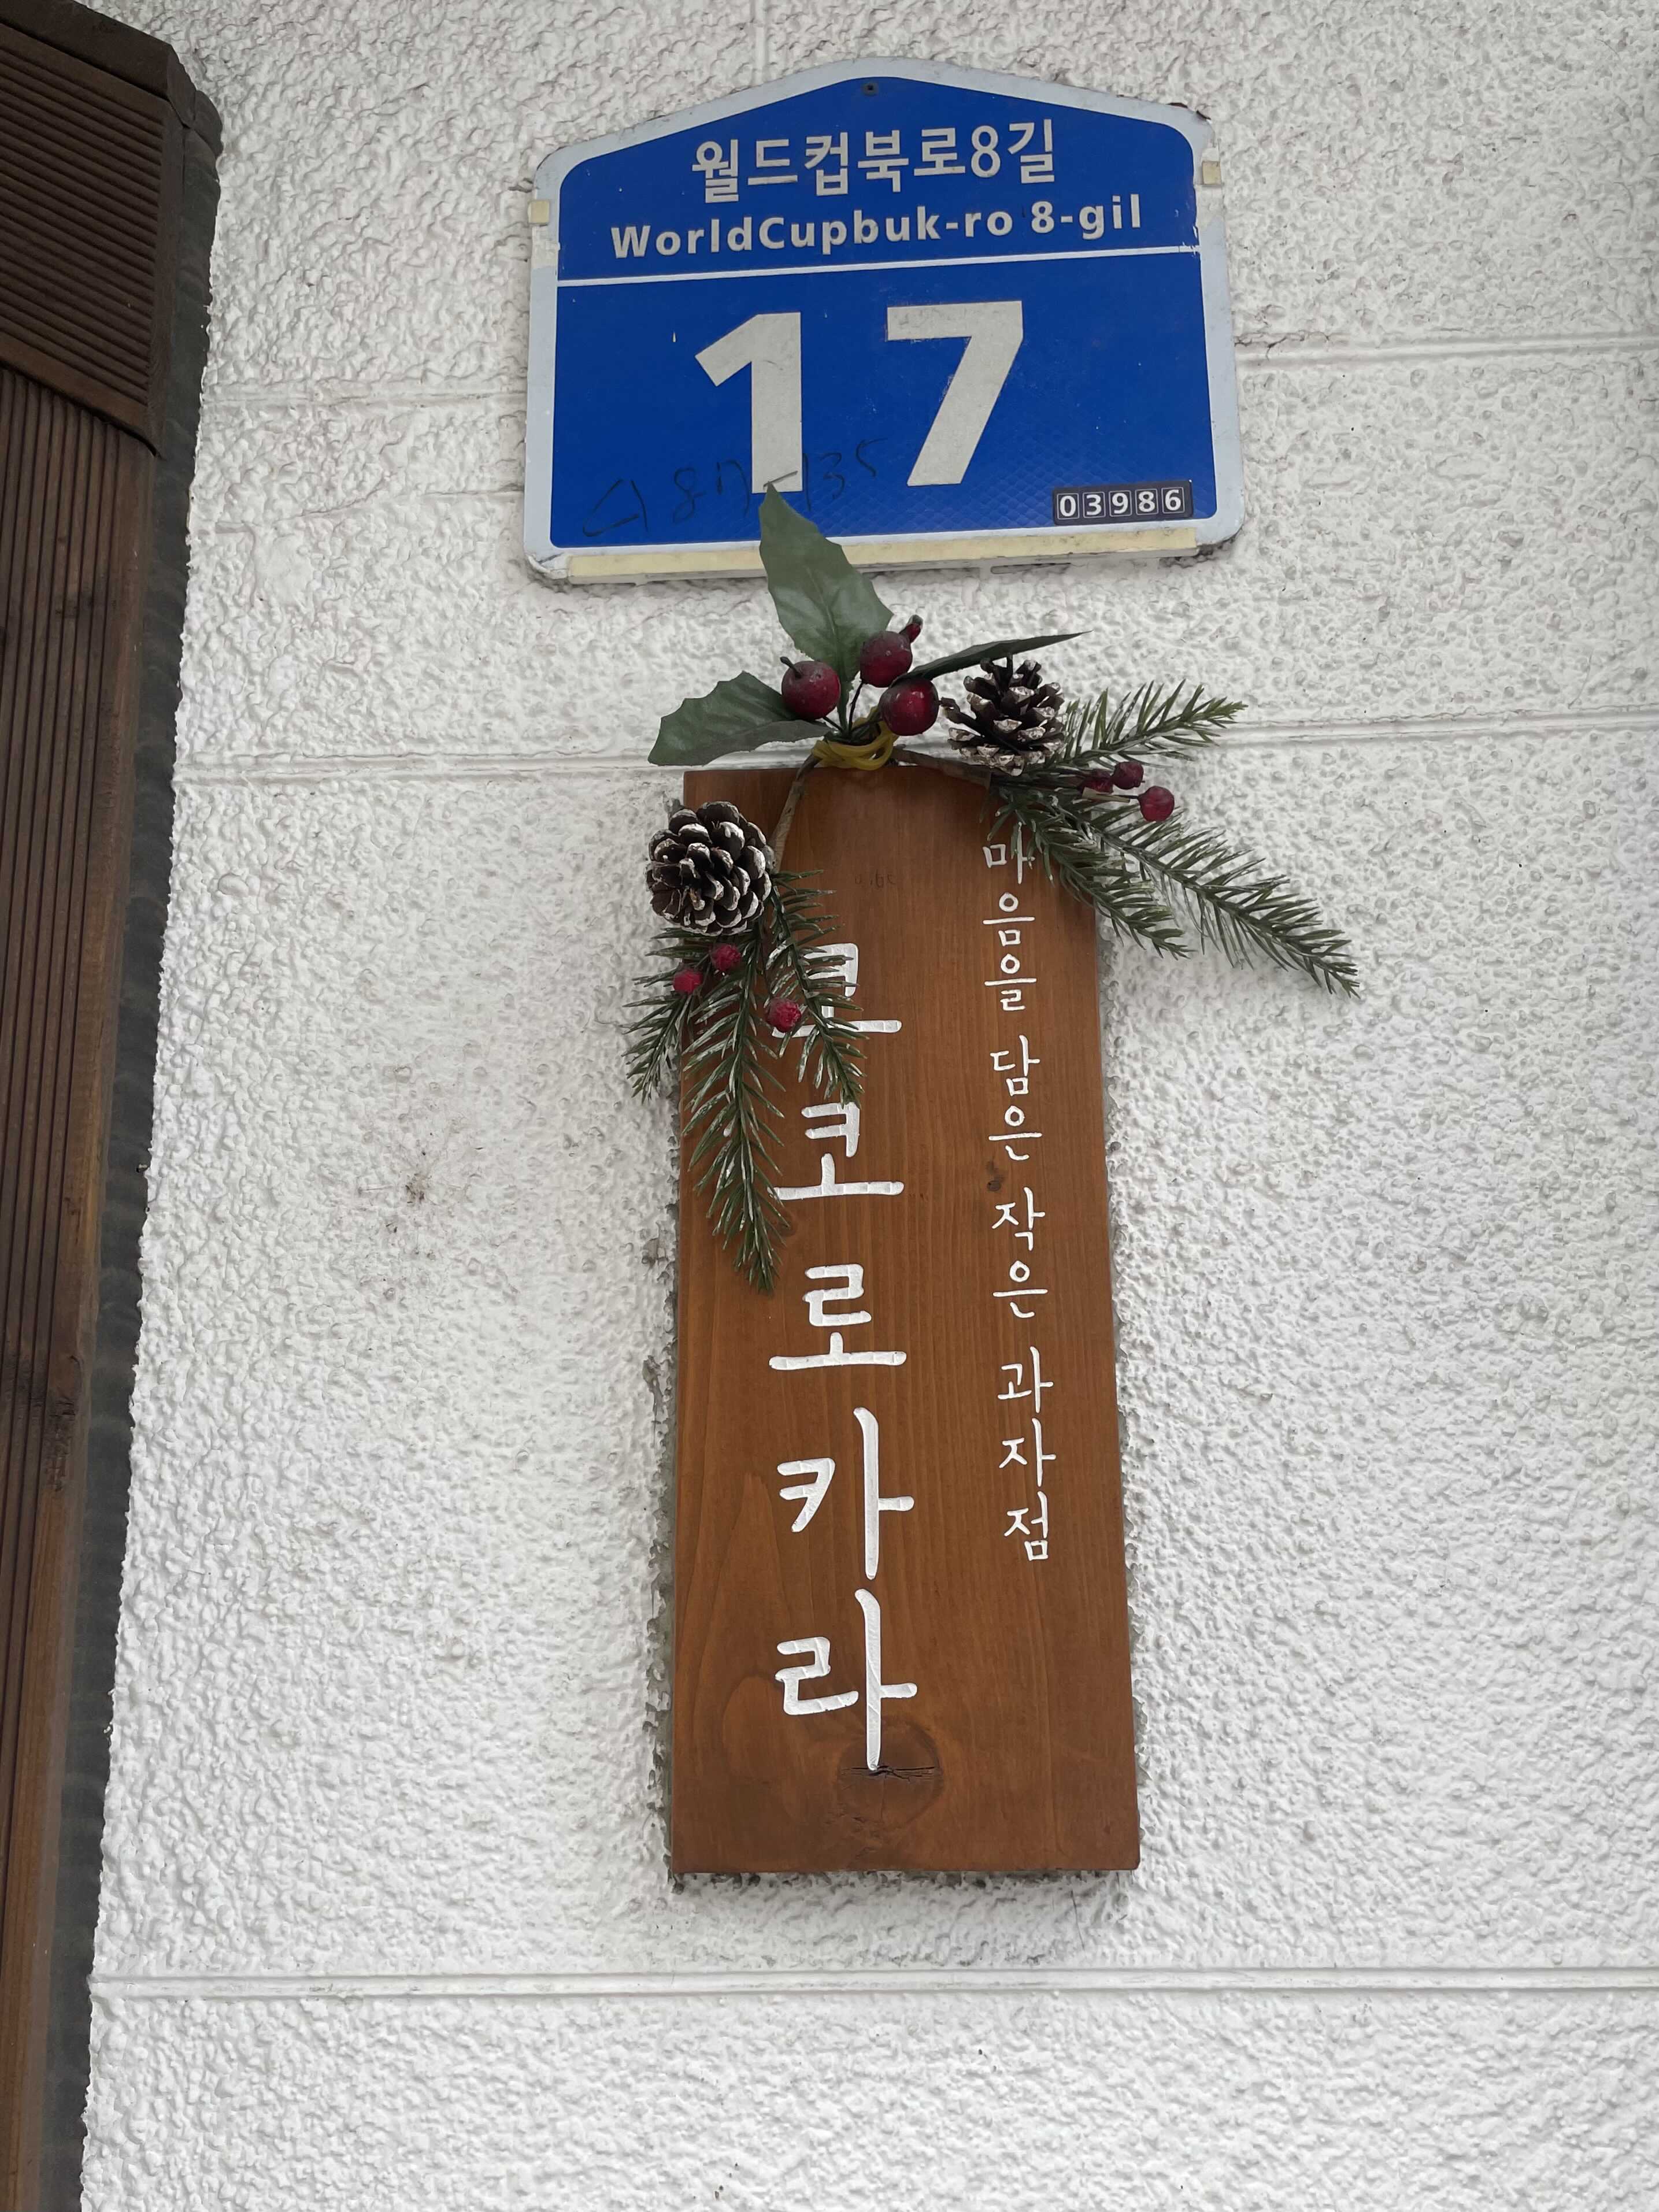 월드컵북로8길
WorldCupbuk-ro 8-gil
17
03986
마음을 담은 작은 과자점
코코로카라